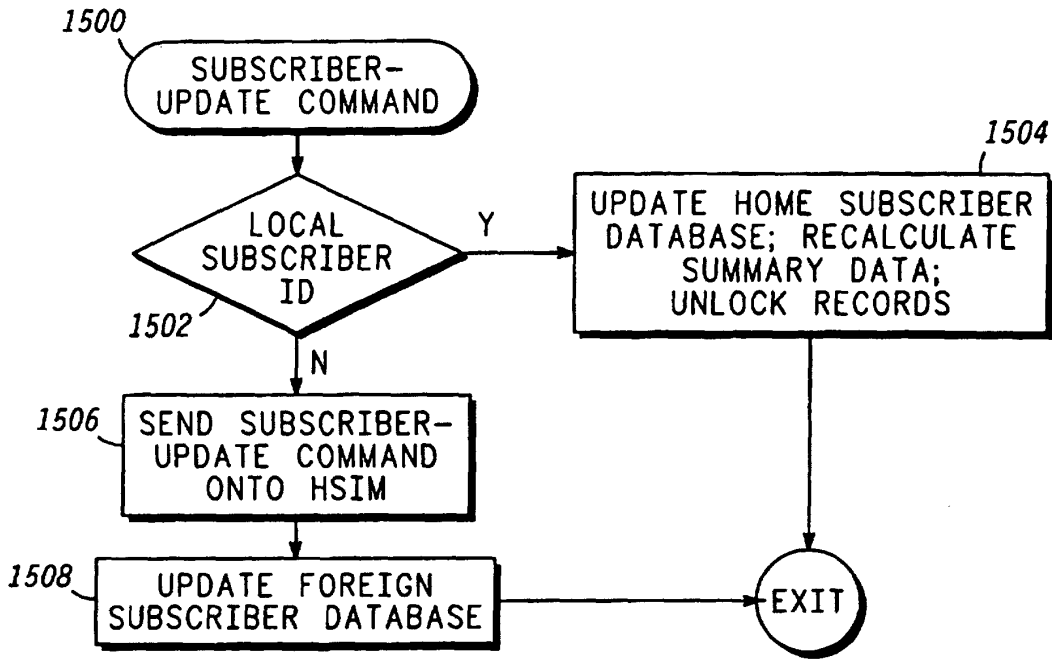 1500
SUBSCRIBER-
UPDATE COMMAND
LOCAL
SUBSCRIBER
ID
1502
Y
1504
UPDATE HOME SUBSCRIBER
DATABASE; RECALCULATE
SUMMARY DATA;
UNLOCK RECORDS
N
1506
SEND SUBSCRIBER-
UPDATE COMMAND
ONTO HSIM
1508
UPDATE FOREIGN
SUBSCRIBER DATABASE
EXIT